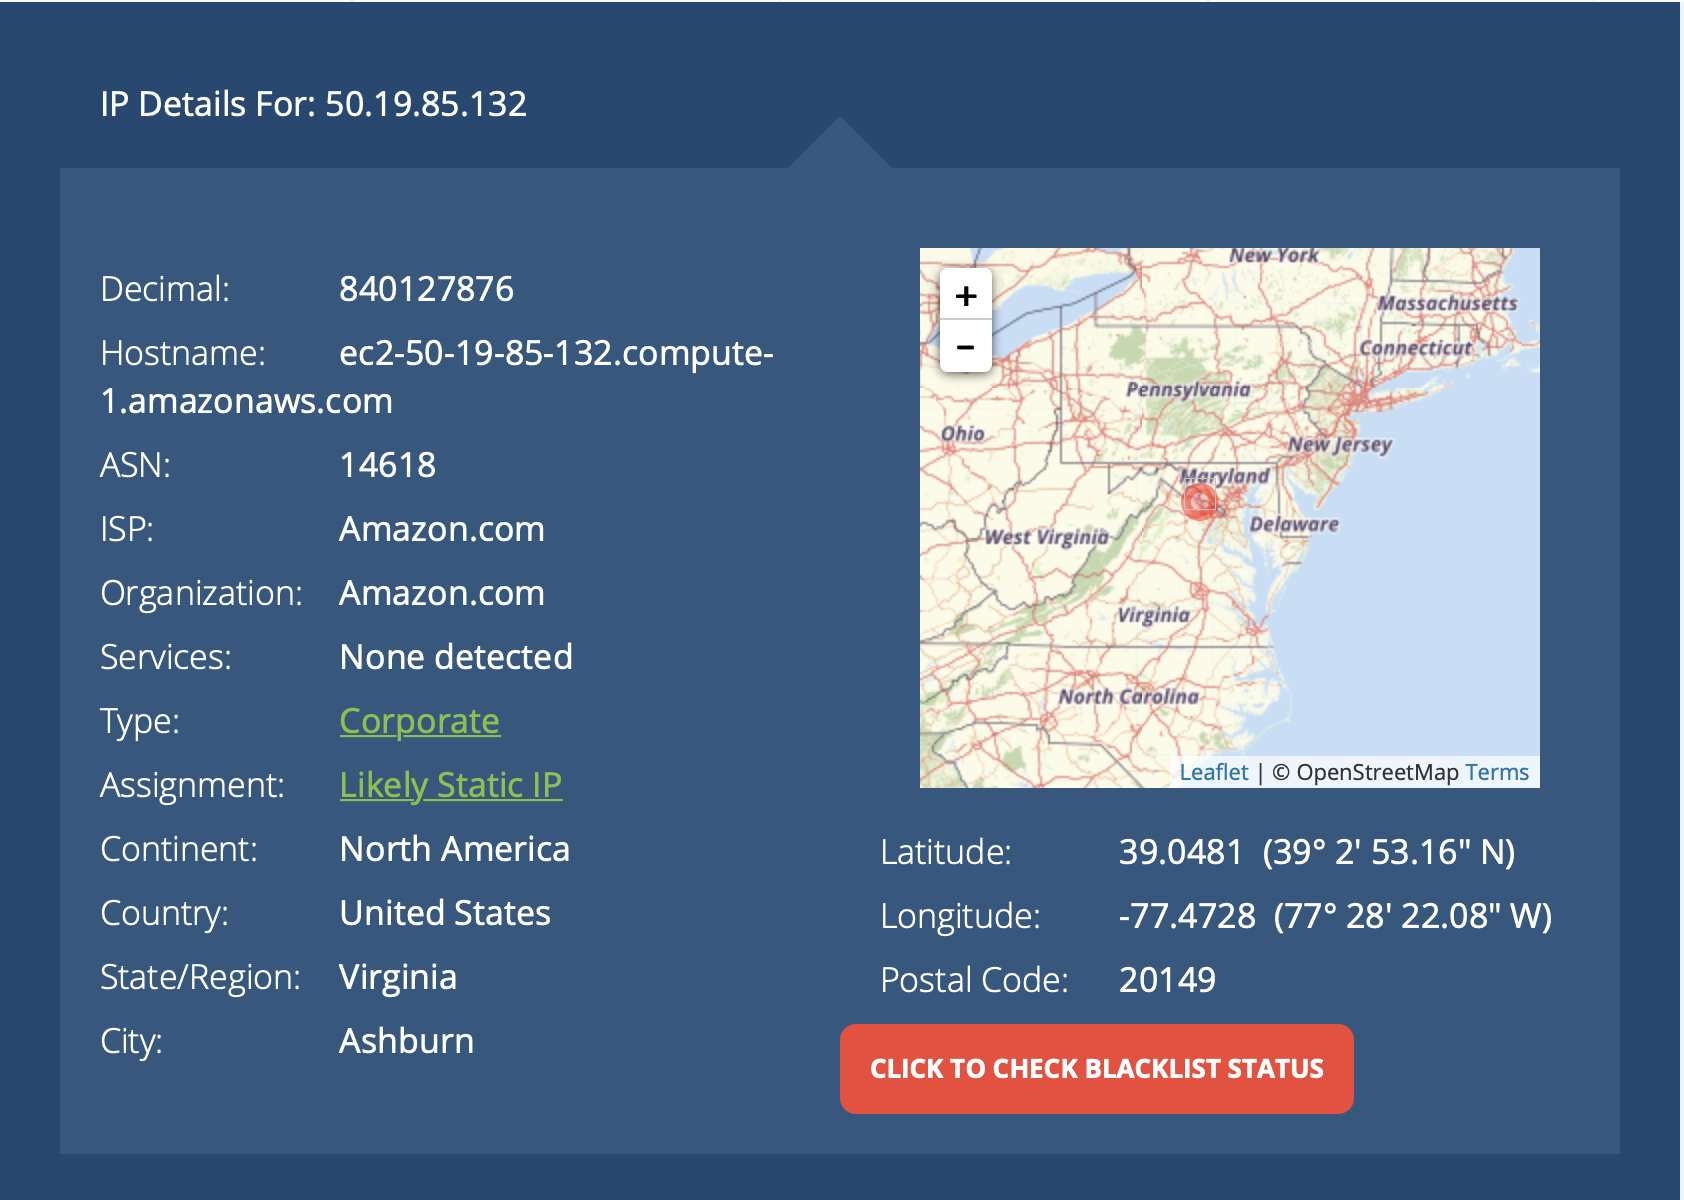 IP Details For: 50.19.85.132
Decimal: 840127876
Hostname: ec2-50-19-85-132.compute-
1.amazonaws.com
ASN: 14618
ISP: Amazon.com
Organization: Amazon.com
Services: None detected
Type: Corporate
Assignment: Likely Static IP
Continent: North America
Country: United States
State/Region: Virginia
City: Ashburn
+
−
New York
Massachusetts
Connecticut
Pennsylvania
Ohio
New Jersey
Maryland
Delaware
West Virginia
Virginia
North Carolina
Leaflet | © OpenStreetMap Terms
Latitude: 39.0481 (39° 2' 53.16" N)
Longitude: -77.4728 (77° 28' 22.08" W)
Postal Code: 20149
CLICK TO CHECK BLACKLIST STATUS